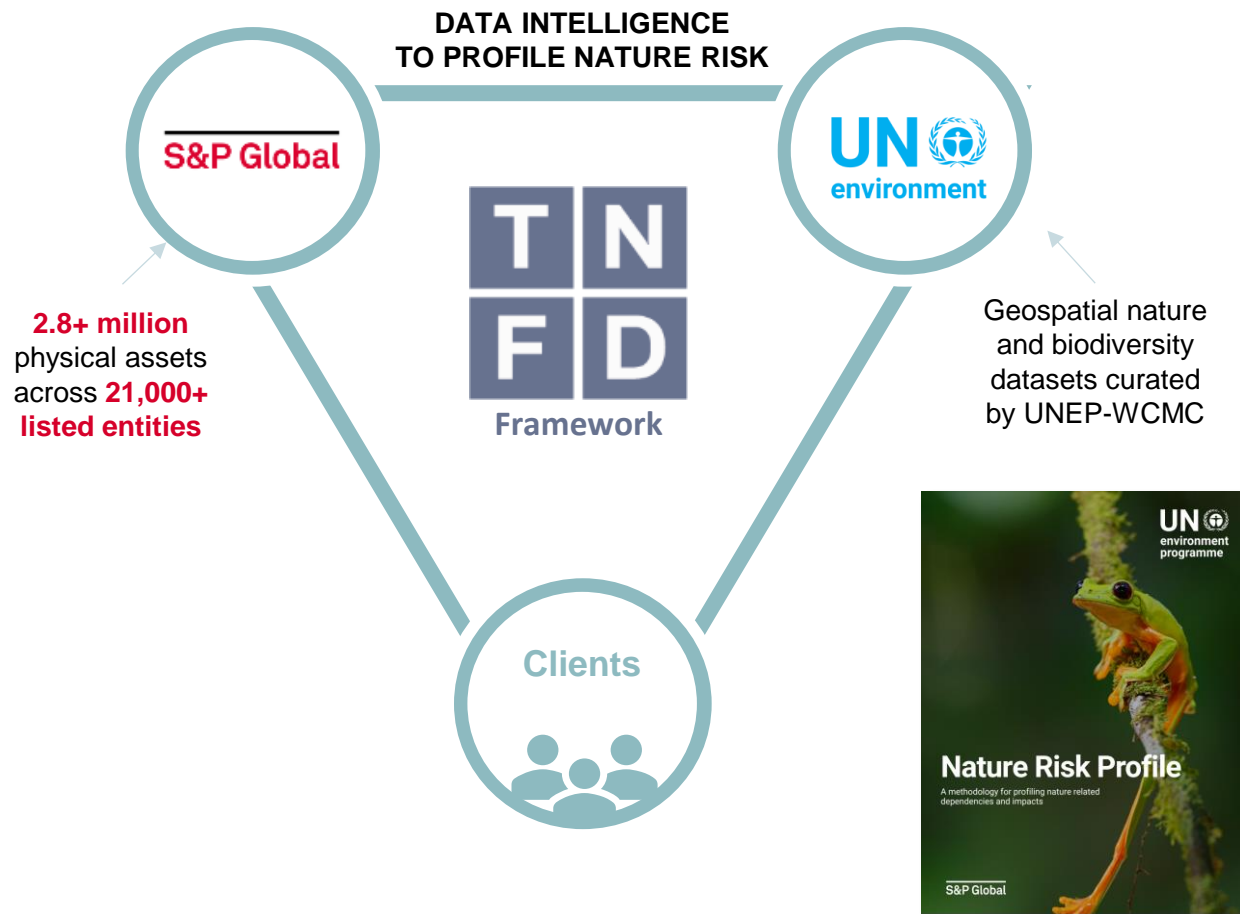 DATA INTELLIGENCE
TO PROFILE NATURE RISK
S&P Global
UN
environment
T N
F D
Framework
2.8+ million
physical assets
across 21,000+
listed entities
Geospatial nature
and biodiversity
datasets curated
by UNEP-WCMC
Clients
UN
environment
programme
Nature Risk Profile
A methodology for profiling nature related
dependencies and impacts
S&P Global